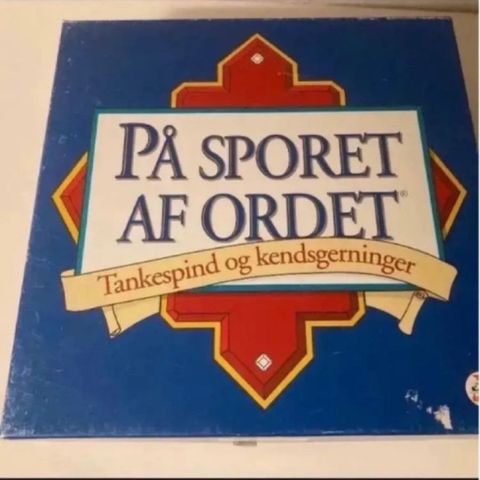 PÅ SPORET
AF ORDET®
Tankespind og kendsgerninger